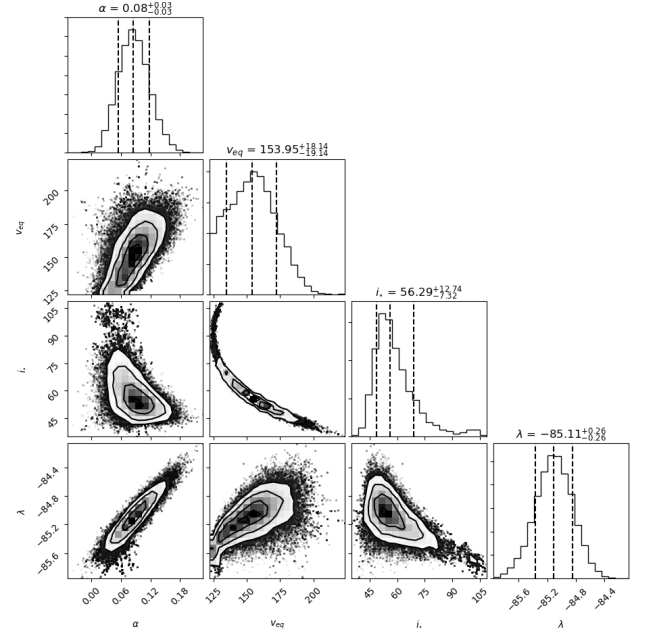 α = 0.08+0.03−0.03
v_eq = 153.95+18.14−19.14
200
175
150
125
v_eq
i⋆ = 56.29+12.74−7.32
105
90
75
60
45
i⋆
λ = −85.11+0.26−0.26
−84.4
−84.8
−85.2
−85.6
λ
0.00 0.06 0.12 0.18
125 150 175 200
45 60 75 90 105
−85.6 −85.2 −84.8 −84.4
α v_eq i⋆ λ